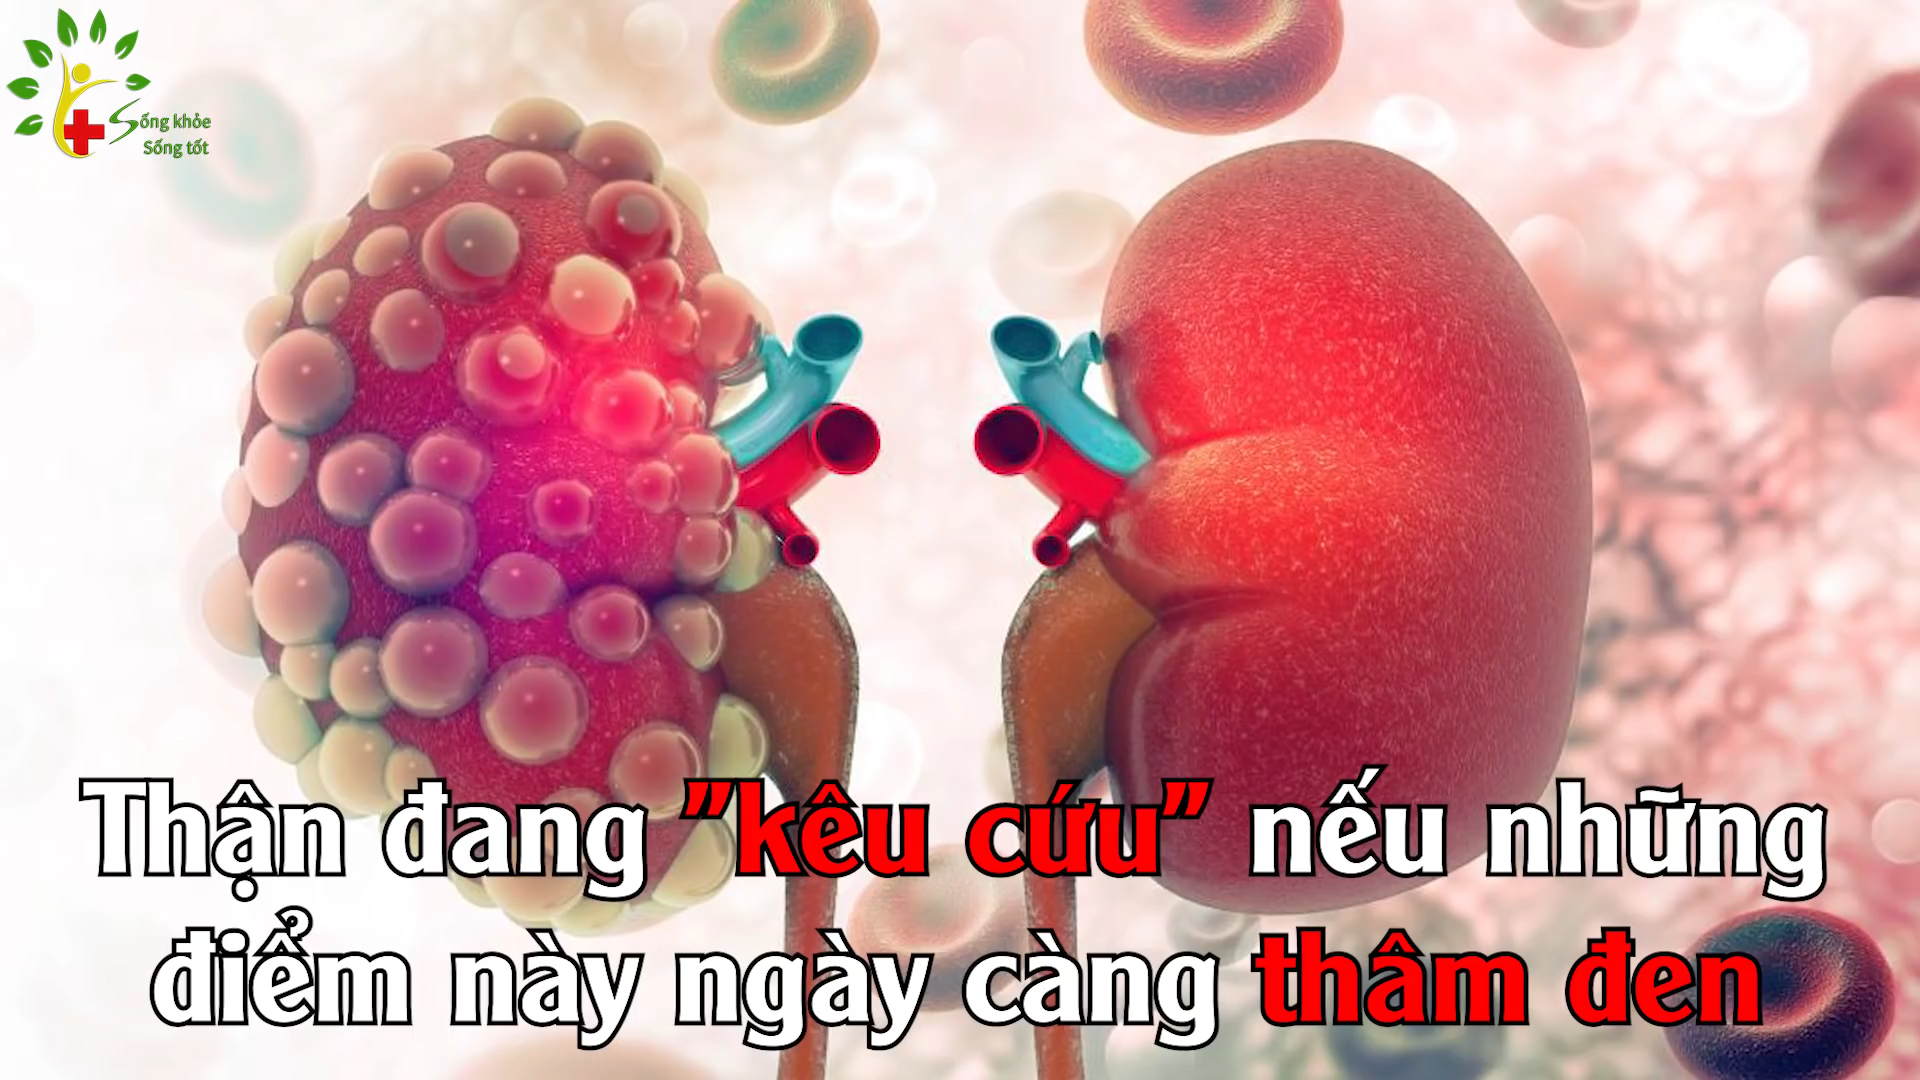 Sống khỏe
Sống tốt
Thận đang "kêu cứu" nếu những
điểm này ngày càng thâm đen